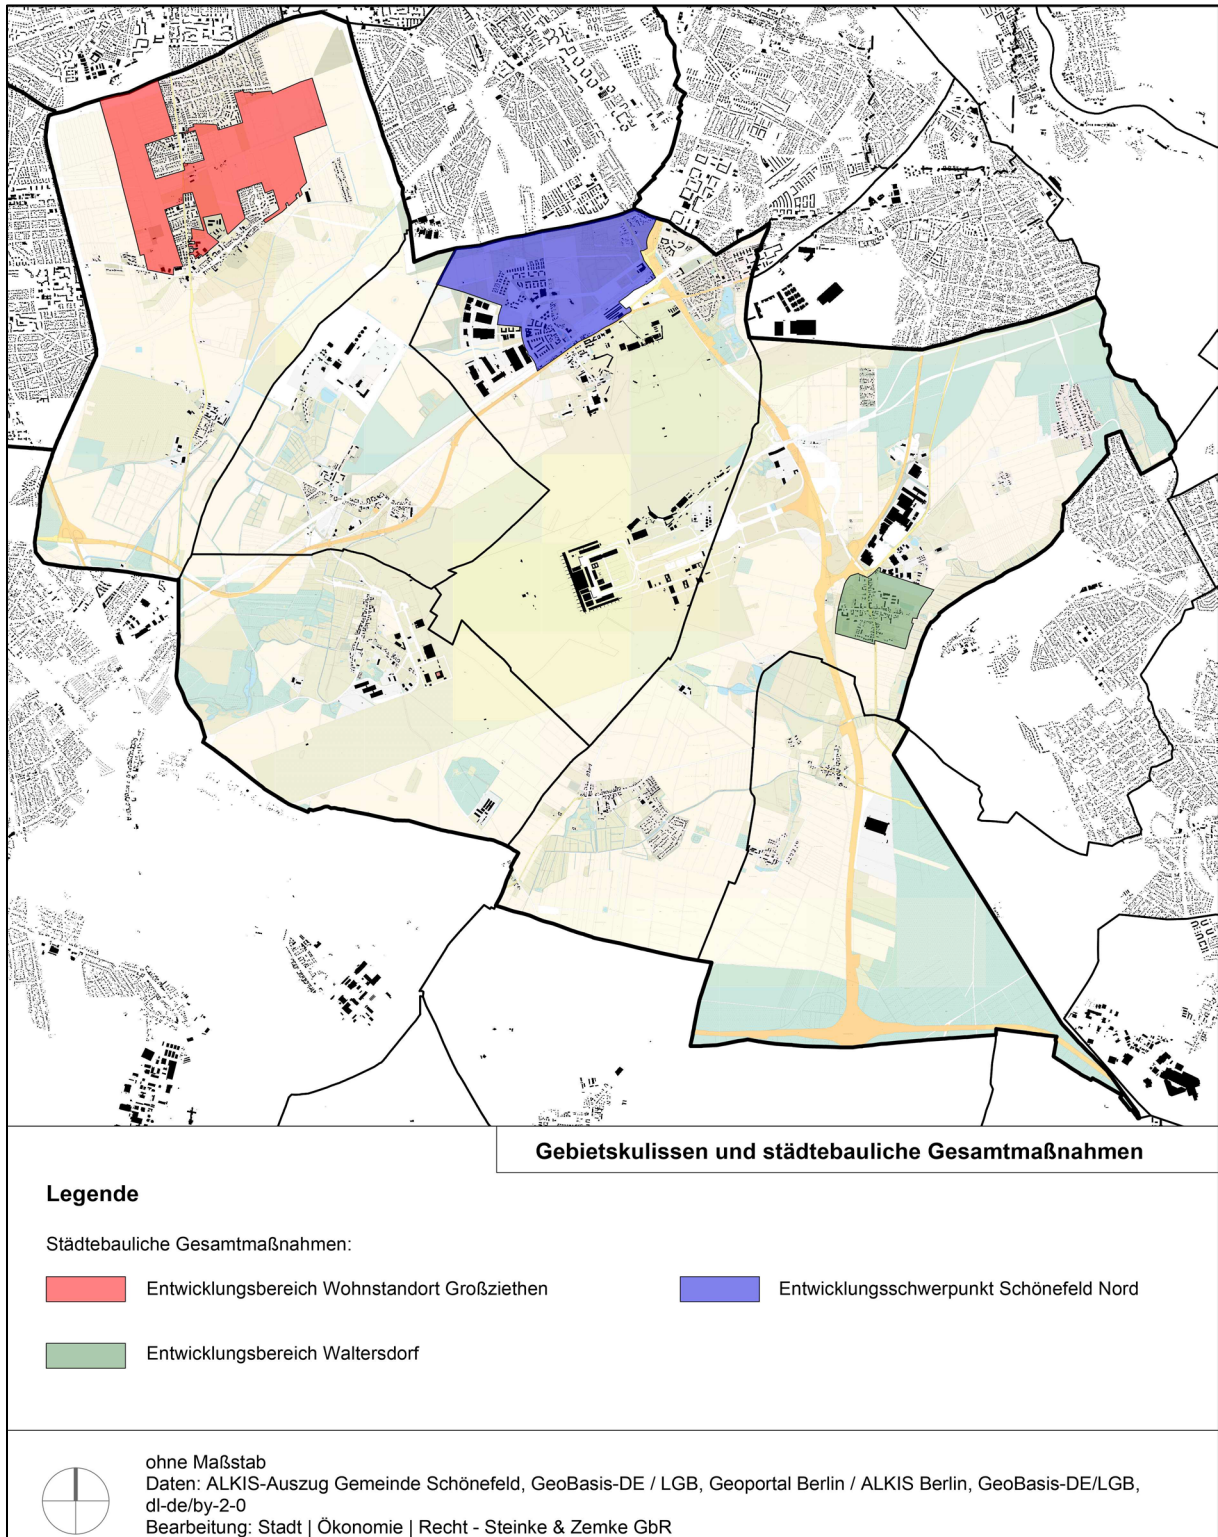 Gebietskulissen und städtebauliche Gesamtmaßnahmen
Legende
Städtebauliche Gesamtmaßnahmen:
Entwicklungsbereich Wohnstandort Großziethen
Entwicklungsschwerpunkt Schönefeld Nord
Entwicklungsbereich Waltersdorf
ohne Maßstab
Daten: ALKIS-Auszug Gemeinde Schönefeld, GeoBasis-DE / LGB, Geoportal Berlin / ALKIS Berlin, GeoBasis-DE/LGB,
dl-de/by-2-0
Bearbeitung: Stadt | Ökonomie | Recht - Steinke & Zemke GbR